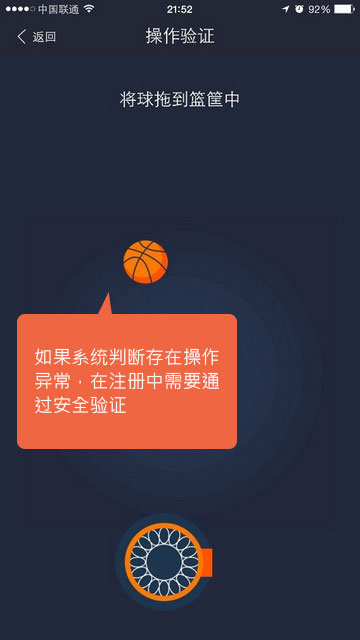 中国联通 21:52 92%
返回 操作验证
将球拖到篮筐中
如果系统判断存在操作
异常，在注册中需要通
过安全验证